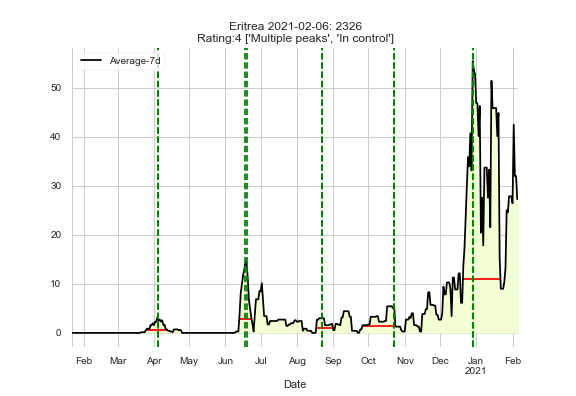 Eritrea 2021-02-06: 2326
Rating:4 ['Multiple peaks', 'In control']
Average-7d
50
40
30
20
10
0
Feb Mar Apr May Jun Jul Aug Sep Oct Nov Dec Jan Feb
2021
Date